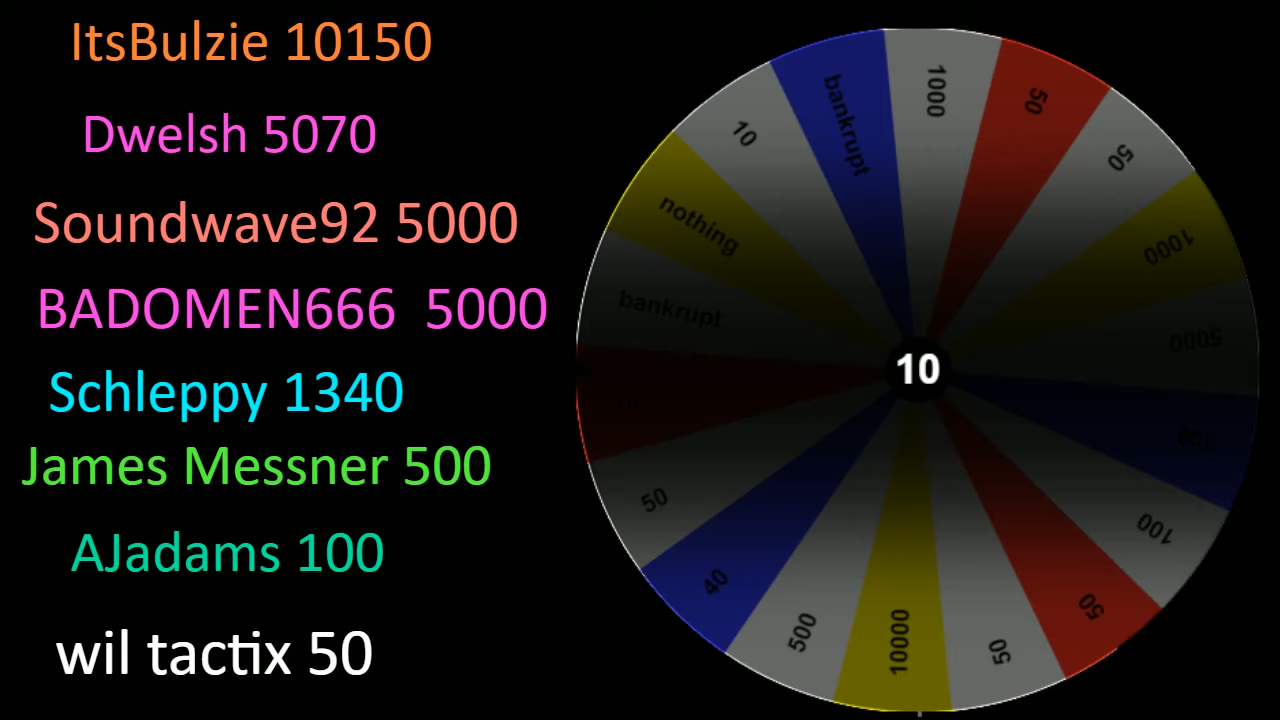 ItsBulzie 10150
Dwelsh 5070
Soundwave92 5000
BADOMEN666 5000
Schleppy 1340
James Messner 500
AJadams 100
wil tactix 50
bankrupt
1000
50
50
1000
5000
100
50
50
10000
500
40
50
bankrupt
nothing
10
10